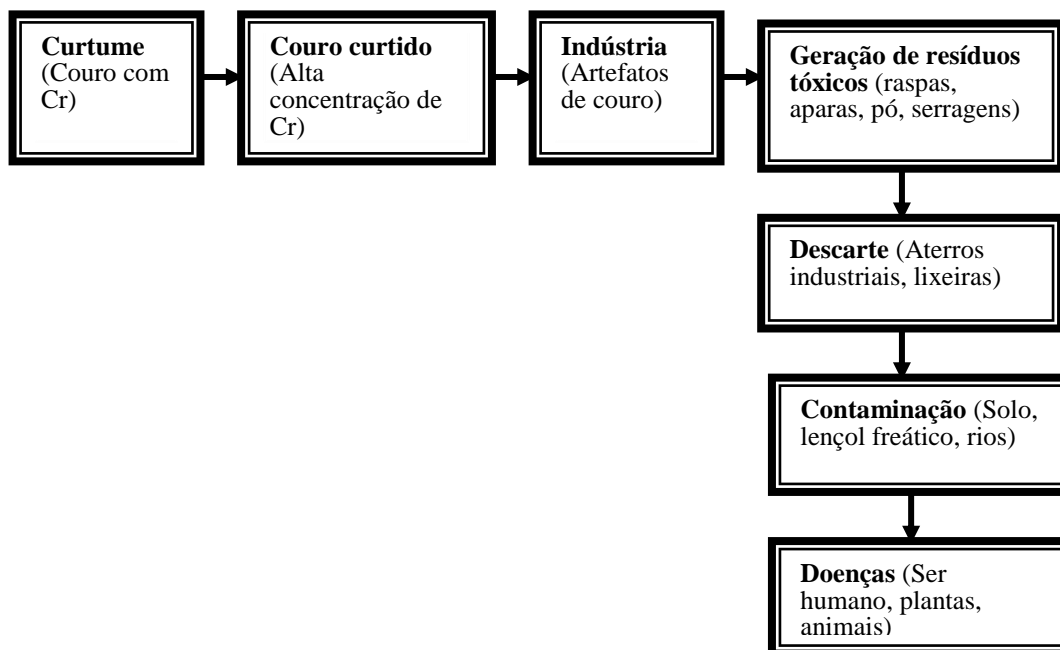 Curtume
(Couro com
Cr)
Couro curtido
(Alta
concentração de
Cr)
Indústria
(Artefatos
de couro)
Geração de resíduos
tóxicos (raspas,
aparas, pó, serragens)
Descarte (Aterros
industriais, lixeiras)
Contaminação (Solo,
lençol freático, rios)
Doenças (Ser
humano, plantas,
animais)